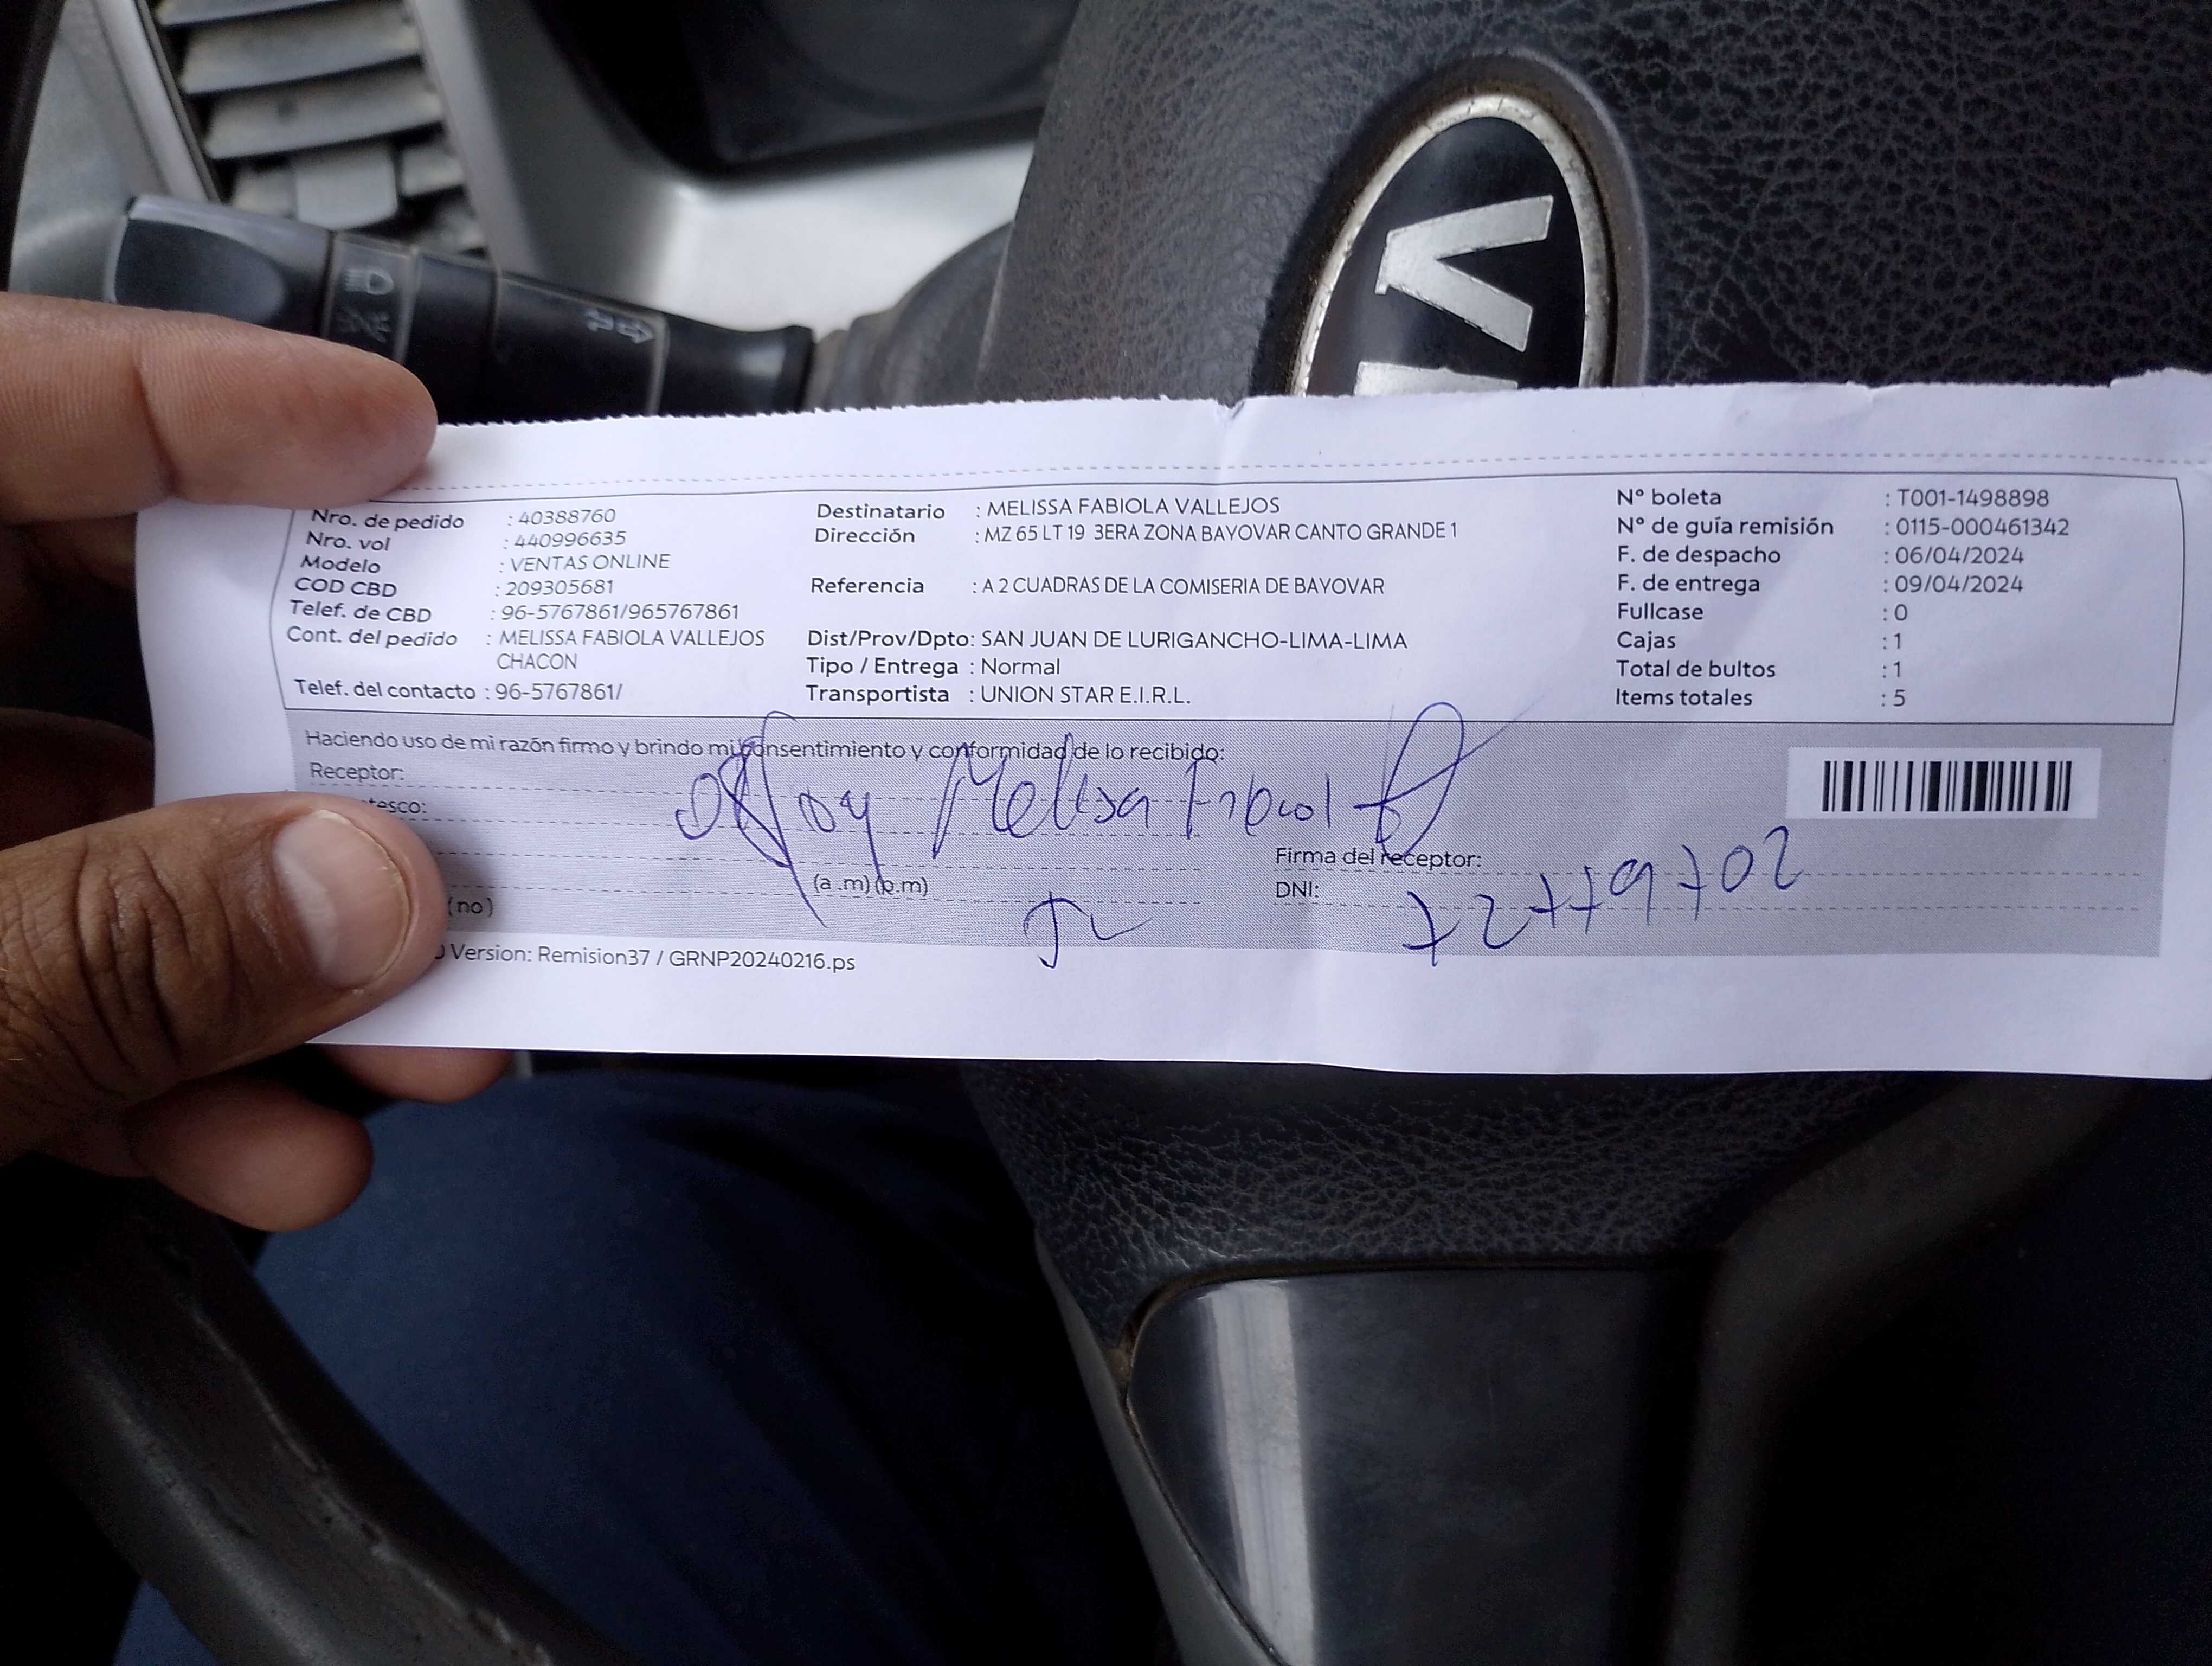 Nro. de pedido : 40388760
Nro. vol : 440996635
Modelo : VENTAS ONLINE
COD CBD : 209305681
Telef. de CBD : 96-5767861/965767861
Cont. del pedido : MELISSA FABIOLA VALLEJOS
CHACON
Telef. del contacto : 96-5767861/
Destinatario : MELISSA FABIOLA VALLEJOS
Dirección : MZ 65 LT 19 3ERA ZONA BAYOVAR CANTO GRANDE 1
Referencia : A 2 CUADRAS DE LA COMISERIA DE BAYOVAR
Dist/Prov/Dpto: SAN JUAN DE LURIGANCHO-LIMA-LIMA
Tipo / Entrega : Normal
Transportista : UNION STAR E.I.R.L.
N° boleta : T001-1498898
N° de guía remisión : 0115-000461342
F. de despacho : 06/04/2024
F. de entrega : 09/04/2024
Fullcase : 0
Cajas : 1
Total de bultos : 1
Items totales : 5
Haciendo uso de mi razón firmo y brindo mi consentimiento y conformidad de lo recibido:
Receptor:
Melissa
tesco:
Firma del receptor:
(a .m) (p.m)
DNI:
(no)
Version: Remision37 / GRNP20240216.ps